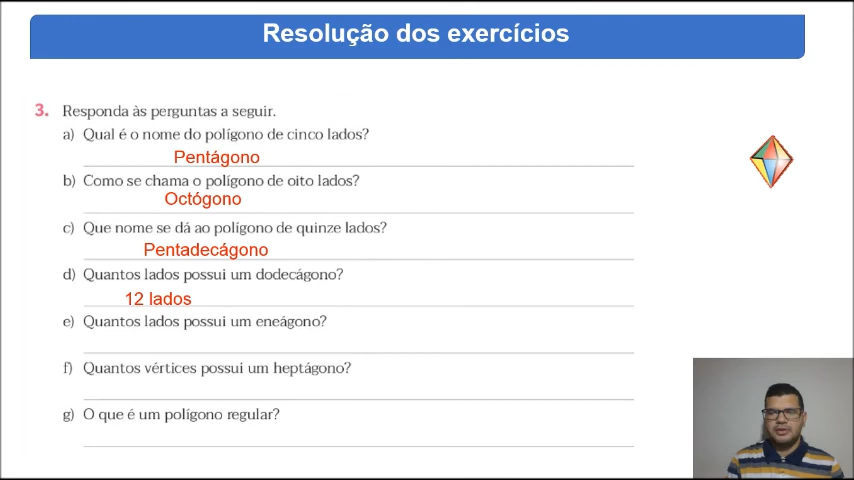 Resolução dos exercícios
3. Responda às perguntas a seguir.
a) Qual é o nome do polígono de cinco lados?
Pentágono
b) Como se chama o polígono de oito lados?
Octógono
c) Que nome se dá ao polígono de quinze lados?
Pentadecágono
d) Quantos lados possui um dodecágono?
12 lados
e) Quantos lados possui um eneágono?
f) Quantos vértices possui um heptágono?
g) O que é um polígono regular?